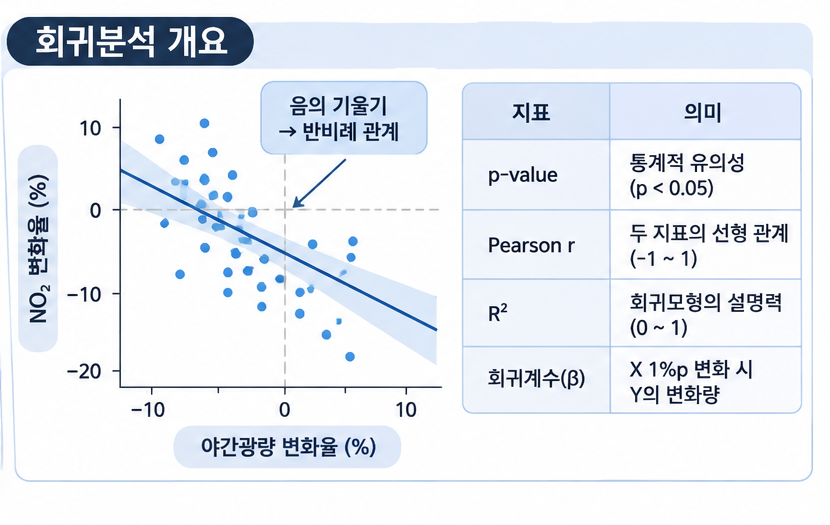 회귀분석 개요
음의 기울기
→ 반비례 관계
NO₂ 변화율 (%)
10
0
−10
−20
−10
0
10
야간광량 변화율 (%)
지표 의미
p-value 통계적 유의성
(p < 0.05)
Pearson r 두 지표의 선형 관계
(−1 ~ 1)
R² 회귀모형의 설명력
(0 ~ 1)
회귀계수(β) X 1%p 변화 시
Y의 변화량